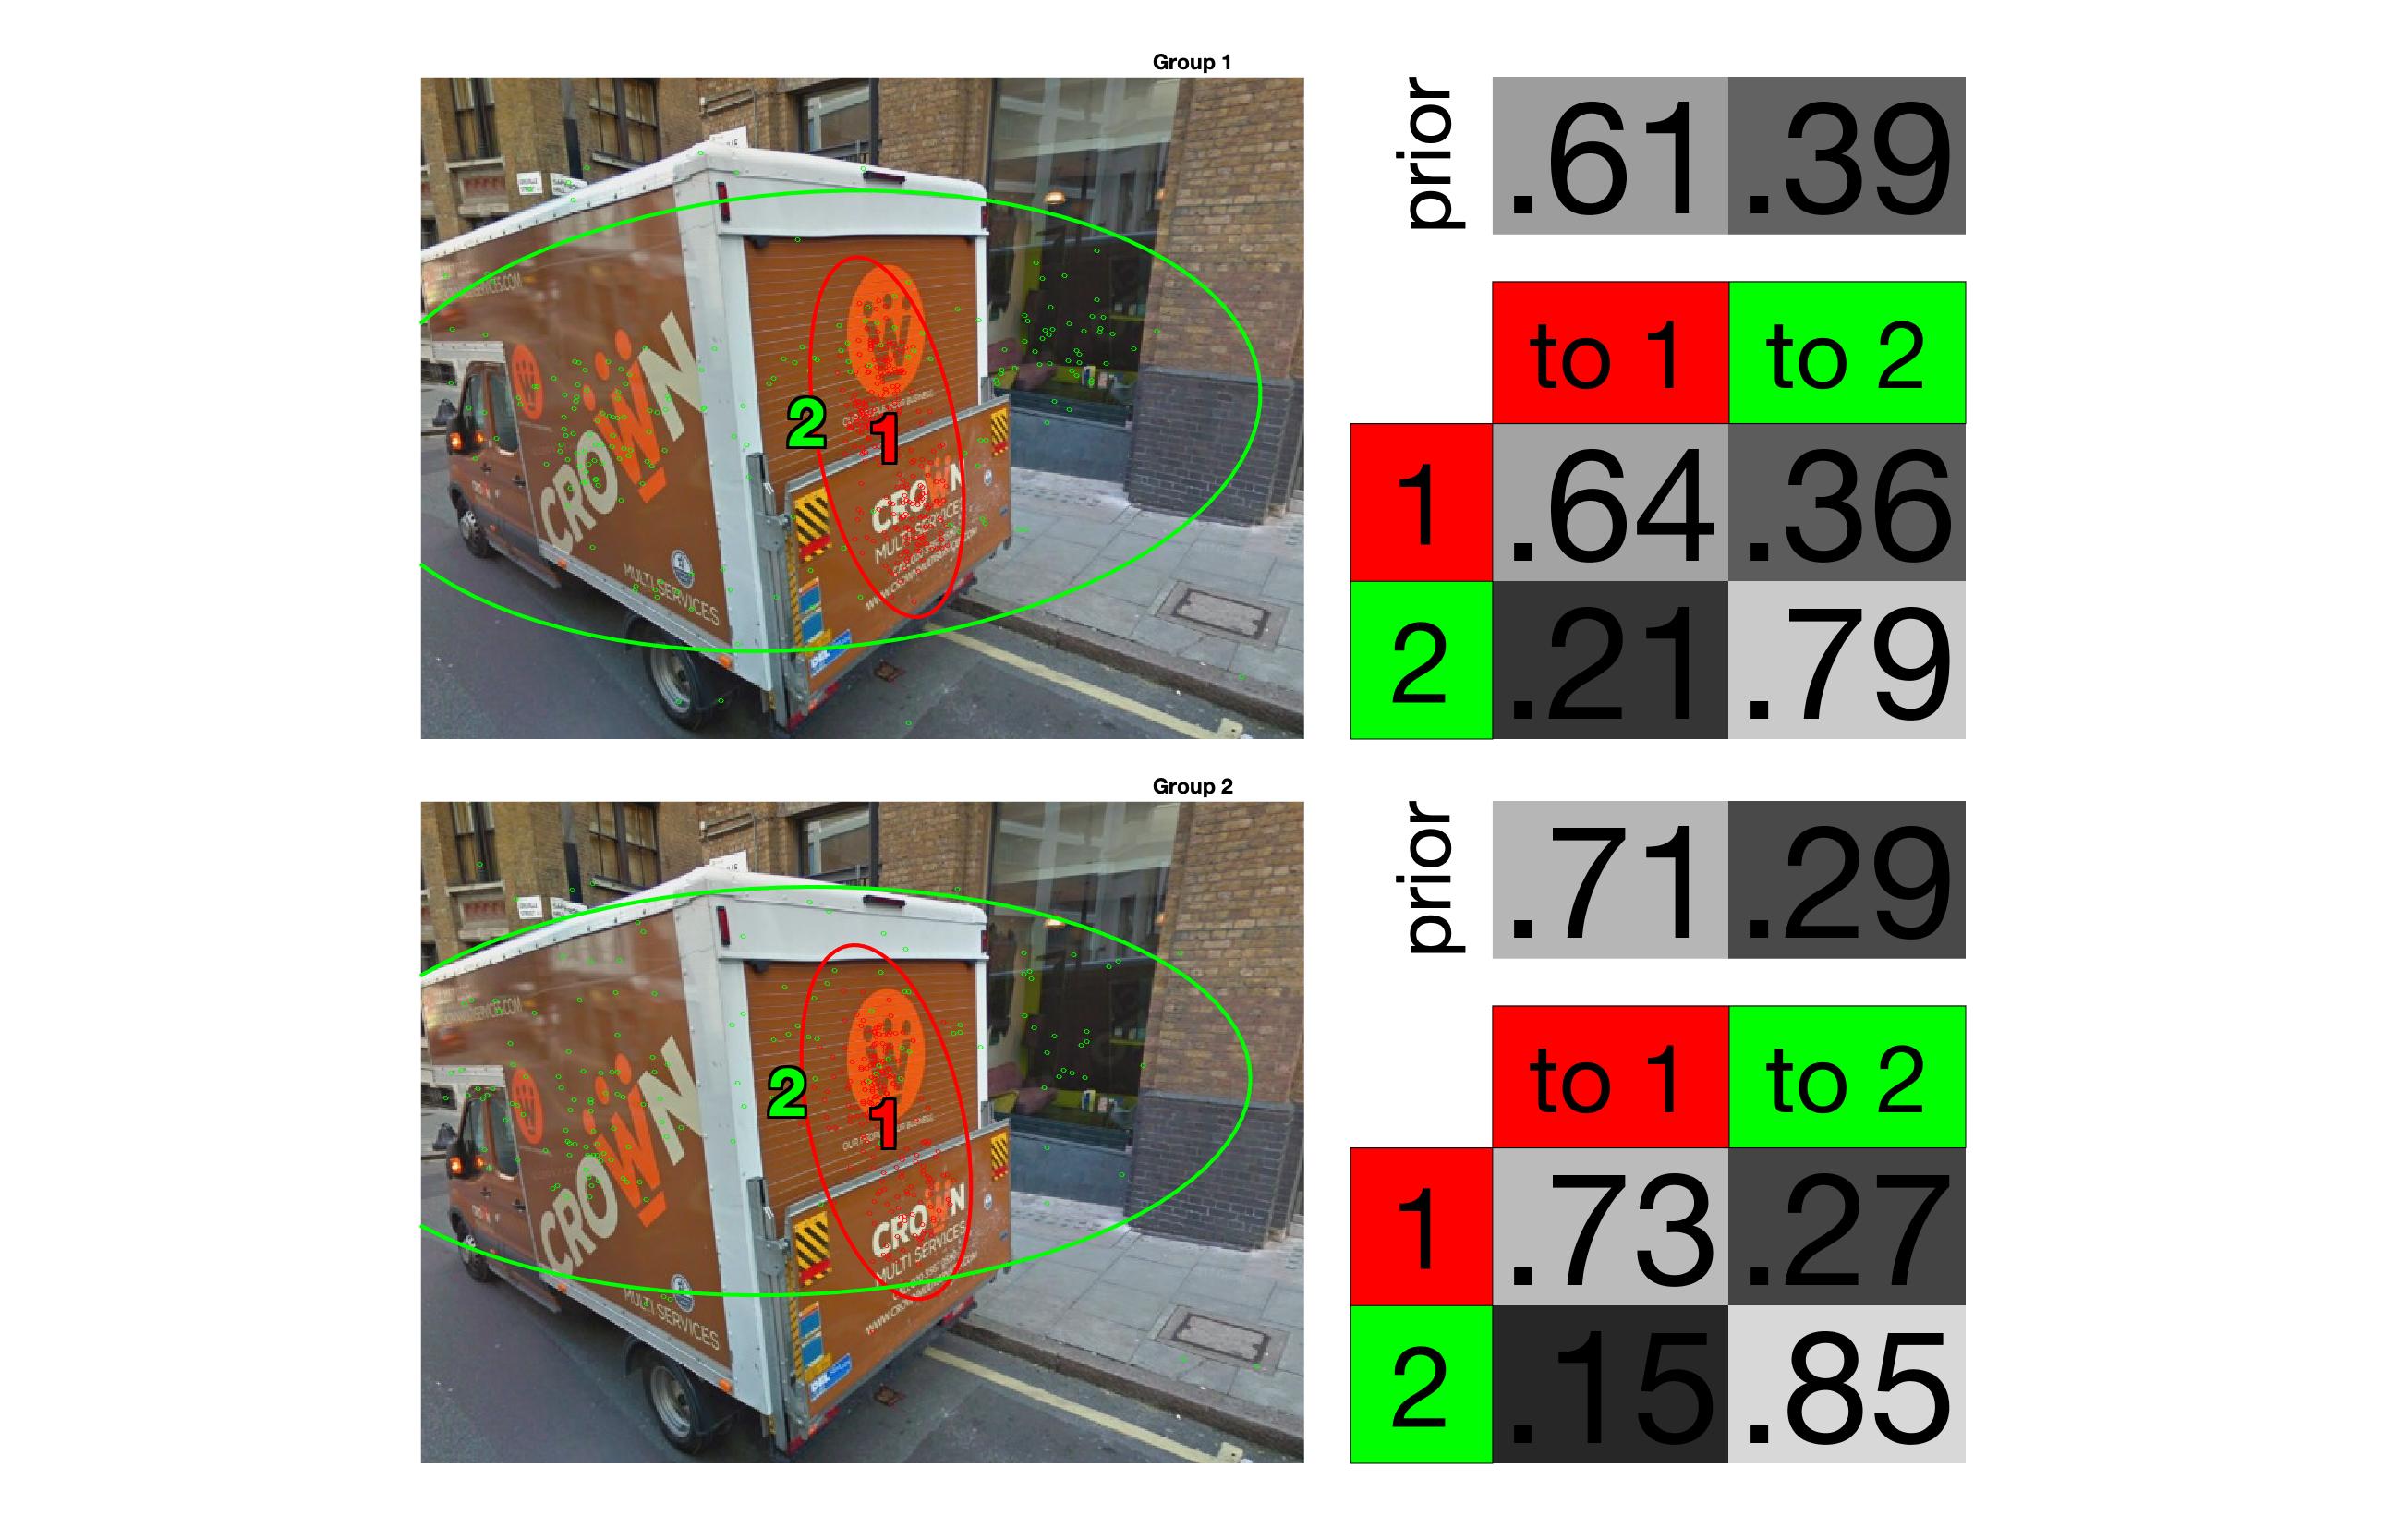 Group 1
prior
.61 .39
to 1 to 2
1 .64 .36
2 .21 .79
CROWN
MULTI SERVICES
2
1
CROWN
MULTI SERVICES
Group 2
prior
.71 .29
to 1 to 2
1 .73 .27
2 .15 .85
CROWN
MULTI SERVICES
2
1
OUR BUSINESS
CROWN
MULTI SERVICES